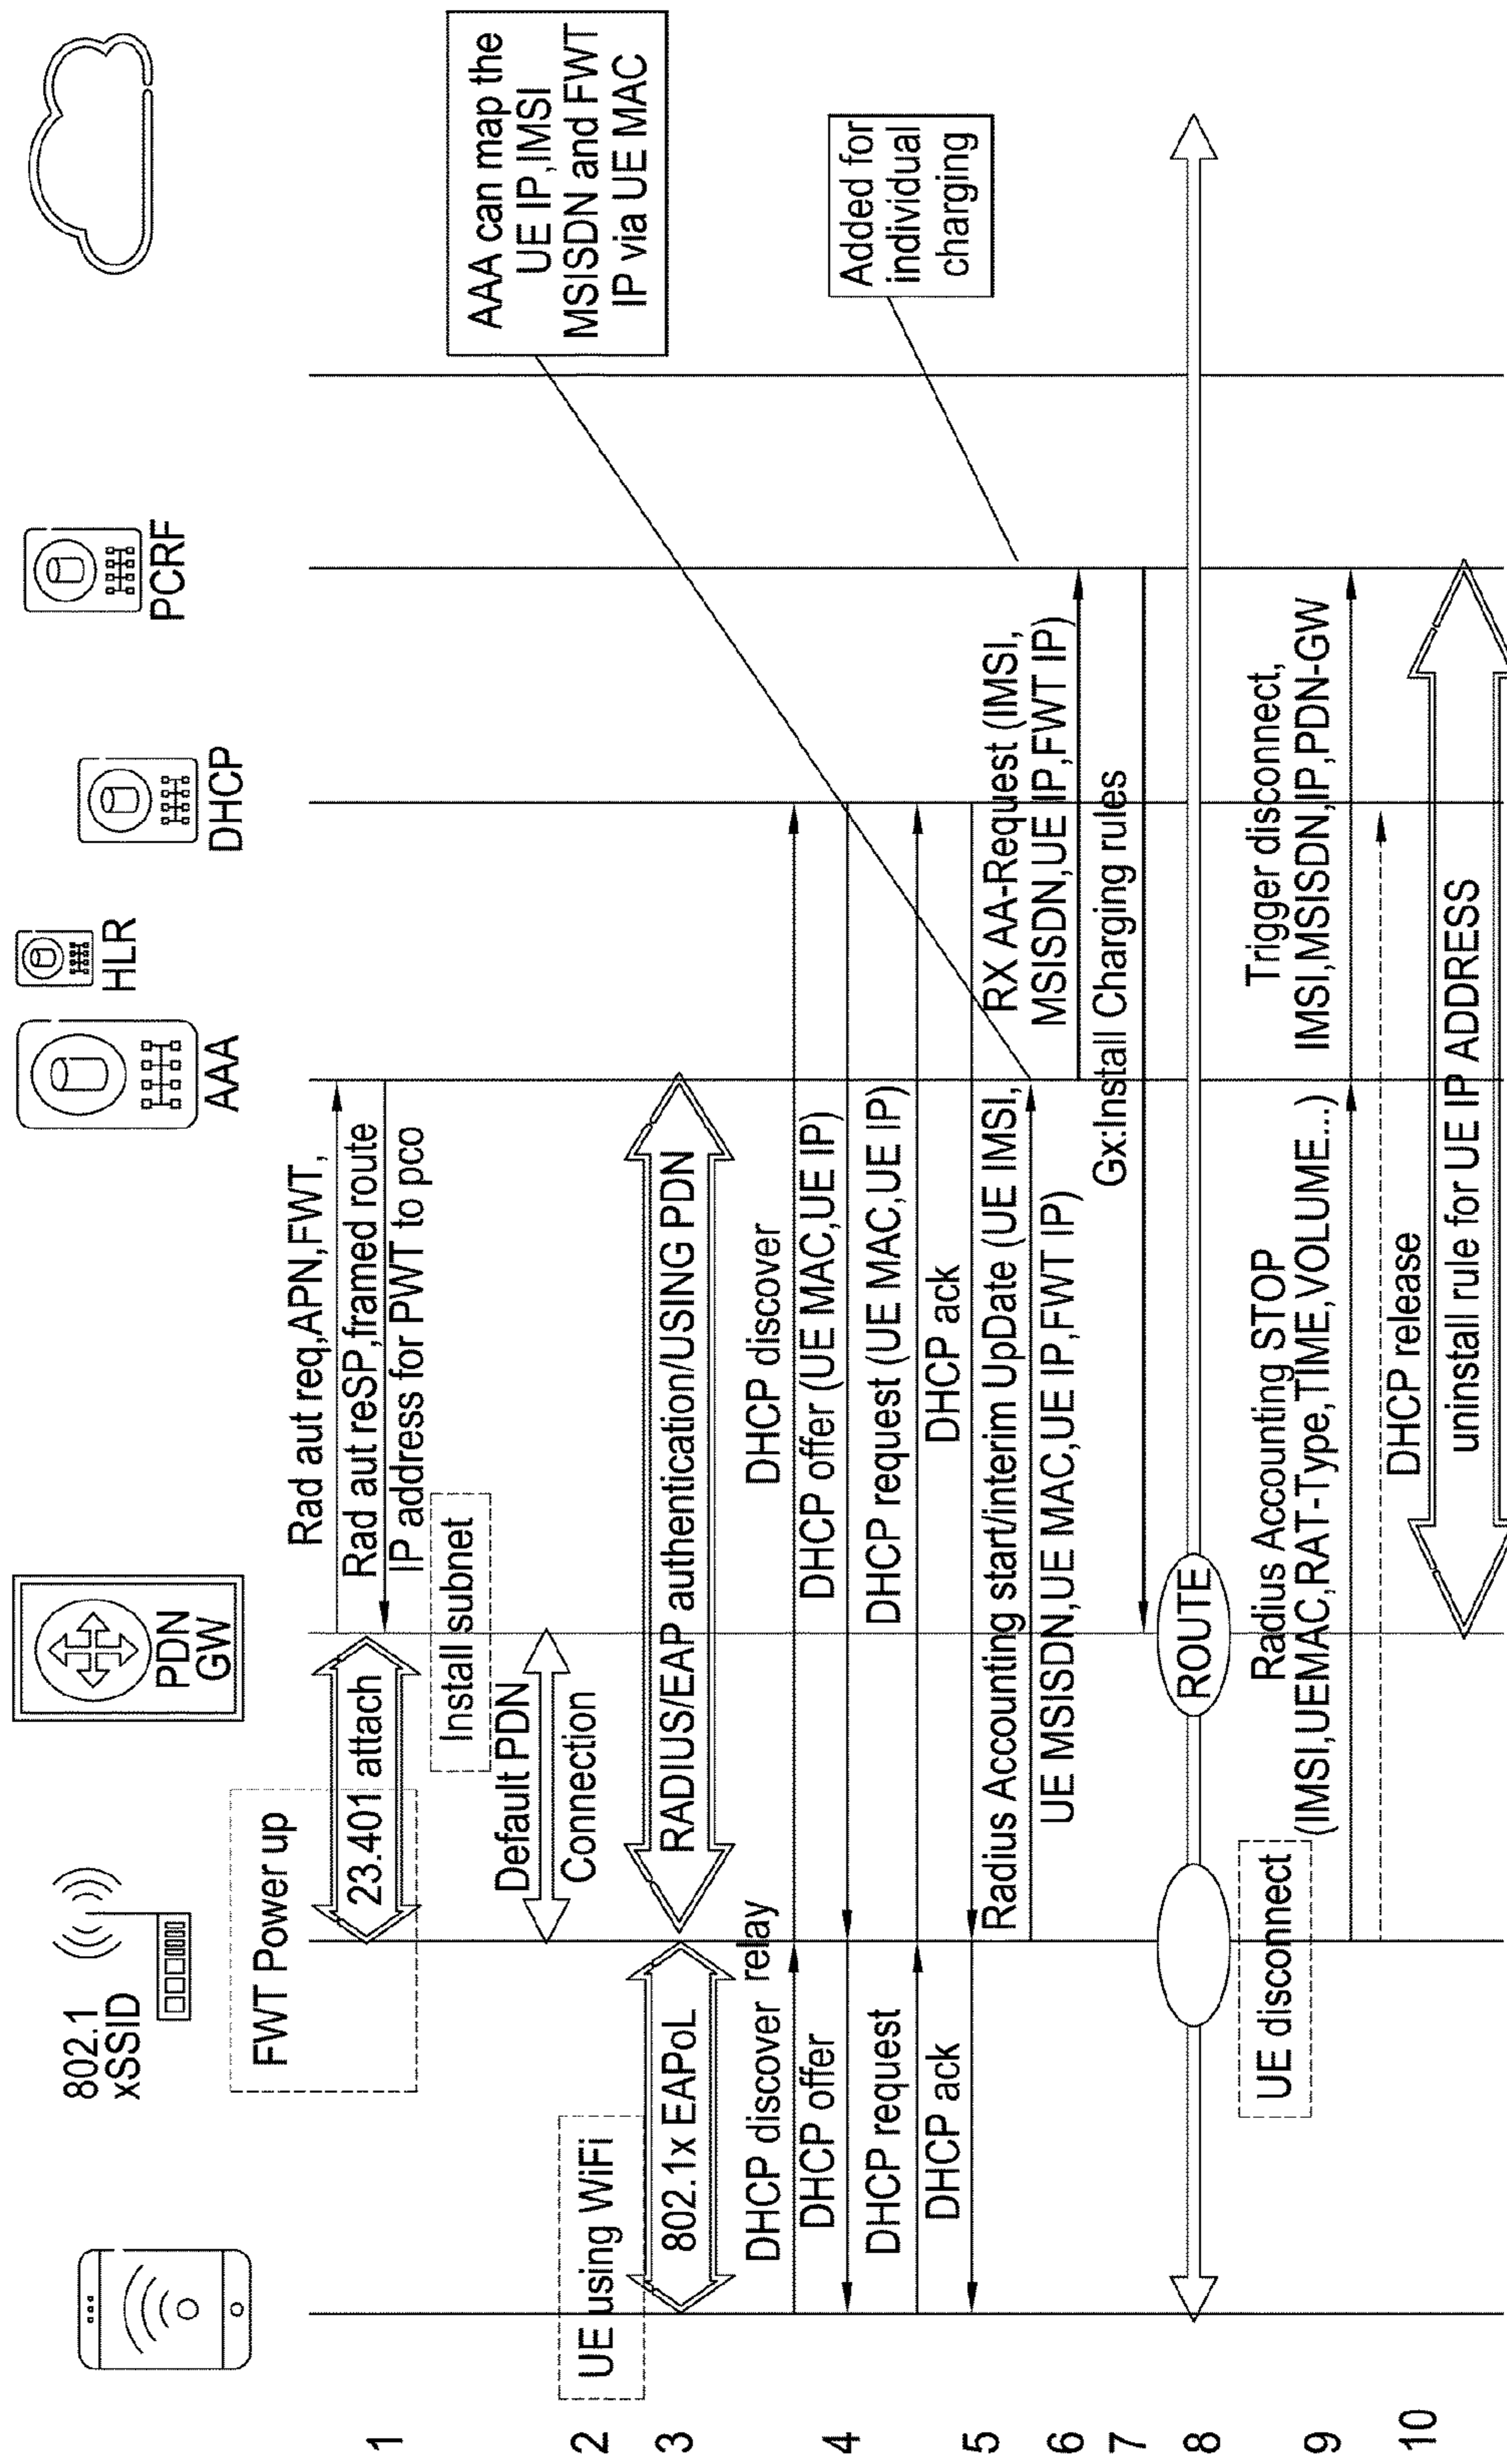 802.1
xSSID
PDN
GW
AAA
HLR
DHCP
PCRF
FWT Power up
1
23.401 attach
Rad aut req,APN,FWT,
Rad aut reSP,framed route
IP address for PWT to pco
Install subnet
AAA can map the
UE IP,IMSI
MSISDN and FWT
IP via UE MAC
2
UE using WiFi
Default PDN
Connection
3
802.1x EAPoL
RADIUS/EAP authentication/USING PDN
DHCP discover relay
DHCP discover
4
DHCP offer
DHCP offer (UE MAC,UE IP)
DHCP request
DHCP request (UE MAC,UE IP)
Added for
individual
charging
5
DHCP ack
DHCP ack
6
Radius Accounting start/interim UpDate (UE IMSI,
UE MSISDN,UE MAC,UE IP,FWT IP)
RX AA-Request (IMSI,
MSISDN,UE IP,FWT IP)
7
Gx:Install Charging rules
8
ROUTE
9
UE disconnect
Radius Accounting STOP
(IMSI,UEMAC,RAT-Type,TIME,VOLUME...)
Trigger disconnect,
IMSI,MSISDN,IP,PDN-GW
10
DHCP release
uninstall rule for UE IP ADDRESS